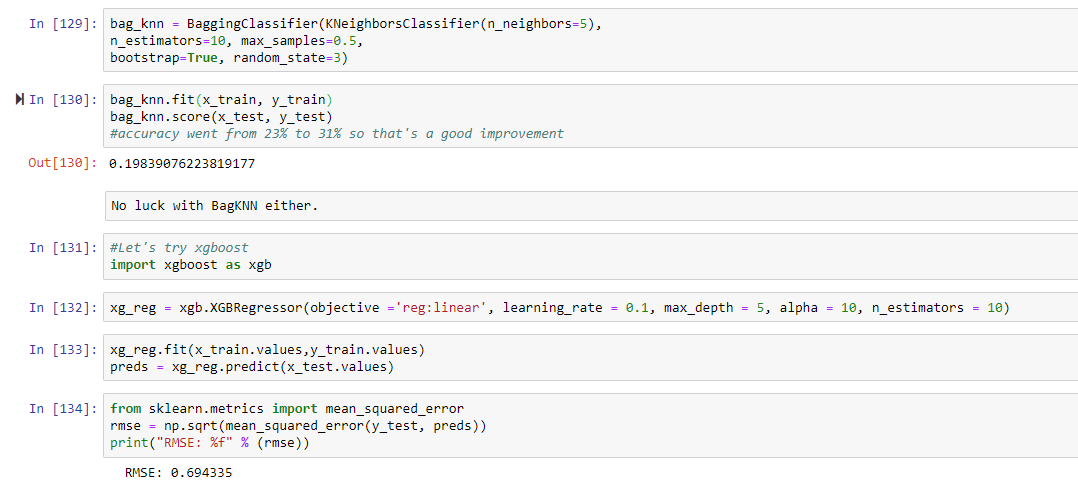 In [129]: bag_knn = BaggingClassifier(KNeighborsClassifier(n_neighbors=5),
n_estimators=10, max_samples=0.5,
bootstrap=True, random_state=3)
In [130]: bag_knn.fit(x_train, y_train)
bag_knn.score(x_test, y_test)
#accuracy went from 23% to 31% so that's a good improvement
Out[130]: 0.19839076223819177
No luck with BagKNN either.
In [131]: #Let's try xgboost
import xgboost as xgb
In [132]: xg_reg = xgb.XGBRegressor(objective ='reg:linear', learning_rate = 0.1, max_depth = 5, alpha = 10, n_estimators = 10)
In [133]: xg_reg.fit(x_train.values,y_train.values)
preds = xg_reg.predict(x_test.values)
In [134]: from sklearn.metrics import mean_squared_error
rmse = np.sqrt(mean_squared_error(y_test, preds))
print("RMSE: %f" % (rmse))
RMSE: 0.694335